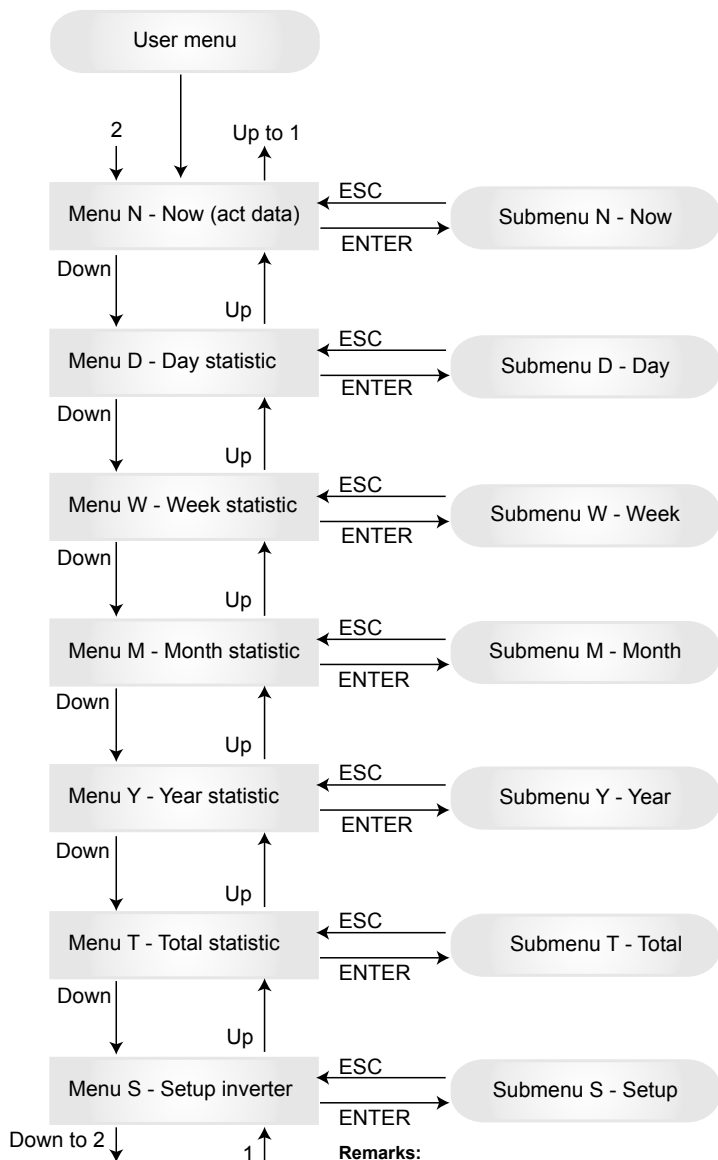 User menu
2
Up to 1
Menu N - Now (act data)
ESC
ENTER
Submenu N - Now
Down
Up
Menu D - Day statistic
ESC
ENTER
Submenu D - Day
Down
Up
Menu W - Week statistic
ESC
ENTER
Submenu W - Week
Down
Up
Menu M - Month statistic
ESC
ENTER
Submenu M - Month
Down
Up
Menu Y - Year statistic
ESC
ENTER
Submenu Y - Year
Down
Up
Menu T - Total statistic
ESC
ENTER
Submenu T - Total
Down
Up
Menu S - Setup inverter
ESC
ENTER
Submenu S - Setup
Down to 2
1
Remarks: